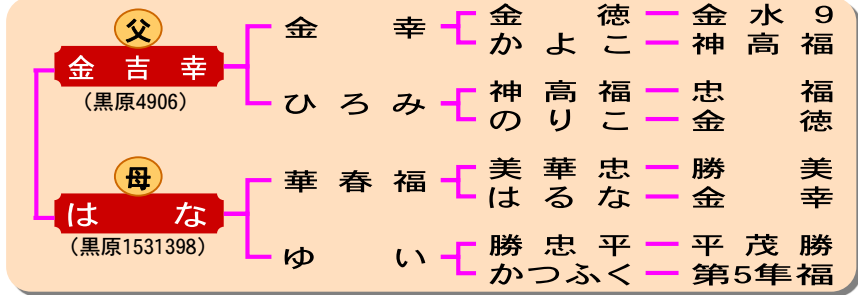 父
金吉幸
(黒原4906)
金幸
金徳
金水9
かよこ
神高福
ひろみ
神高福
忠福
のりこ
金徳
母
はな
(黒原1531398)
華春福
美華忠
勝美
はるな
金幸
ゆい
勝忠平
平茂勝
かつふく
第5隼福